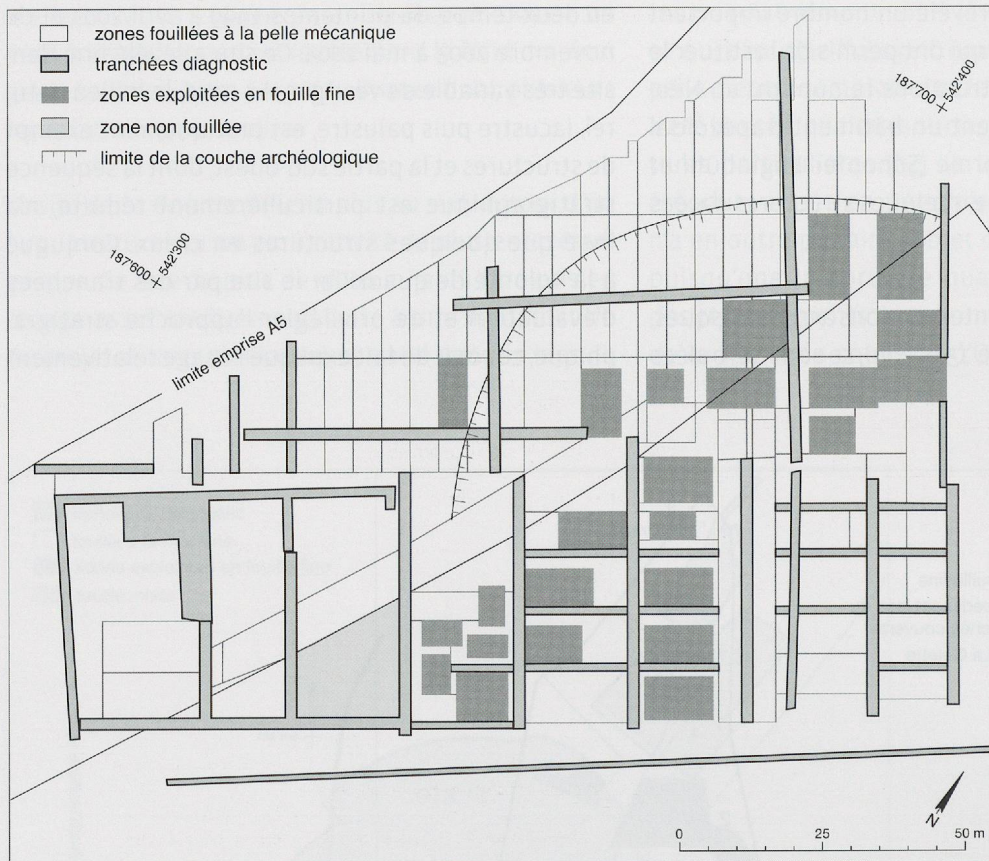 zones fouillées à la pelle mécanique
tranchées diagnostic
zones exploitées en fouille fine
zone non fouillée
limite de la couche archéologique
187'700 + 542'400
187'600 + 542'300
limite emprise A5
N
0 25 50 m